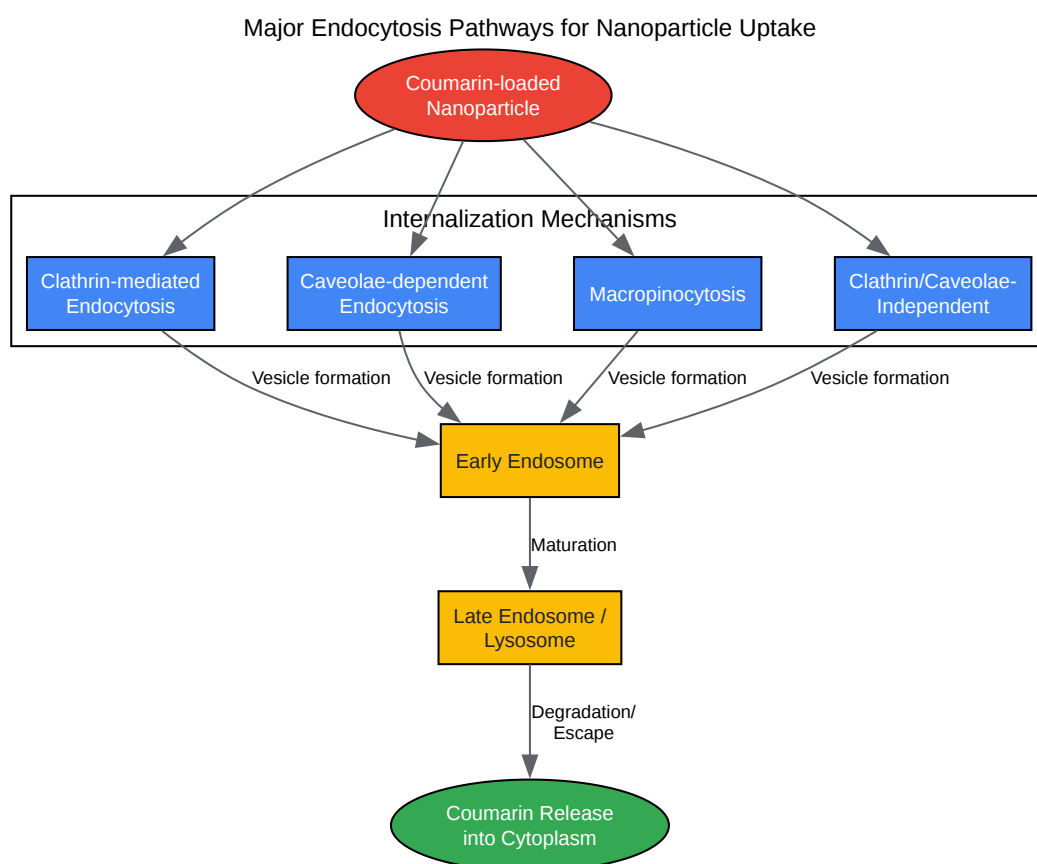 Major Endocytosis Pathways for Nanoparticle Uptake
Coumarin-loaded
Nanoparticle
Internalization Mechanisms
Clathrin-mediated
Endocytosis
Caveolae-dependent
Endocytosis
Macropinocytosis
Clathrin/Caveolae-
Independent
Vesicle formation
Vesicle formation
Vesicle formation
Vesicle formation
Early Endosome
Maturation
Late Endosome /
Lysosome
Degradation/
Escape
Coumarin Release
into Cytoplasm